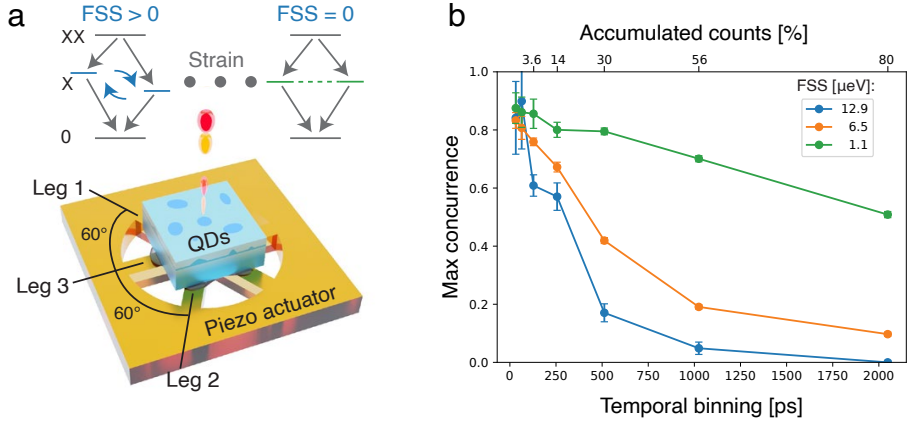 a
FSS > 0
FSS = 0
XX
X
0
Strain
Leg 1
60°
QDs
Leg 3
60°
Piezo actuator
Leg 2
b
Accumulated counts [%]
3.6 14 30 56 80
FSS [µeV]:
12.9
6.5
1.1
Max concurrence
1.0
0.8
0.6
0.4
0.2
0.0
0 250 500 750 1000 1250 1500 1750 2000
Temporal binning [ps]